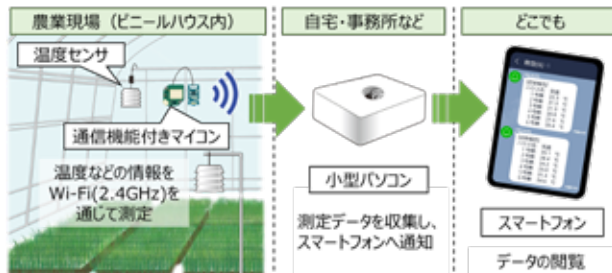 農業現場（ビニールハウス内）
温度センサ
通信機能付きマイコン
温度などの情報を
Wi-Fi(2.4GHz)を
通じて測定
自宅・事務所など
小型パソコン
測定データを収集し、
スマートフォンへ通知
どこでも
スマートフォン
データの閲覧